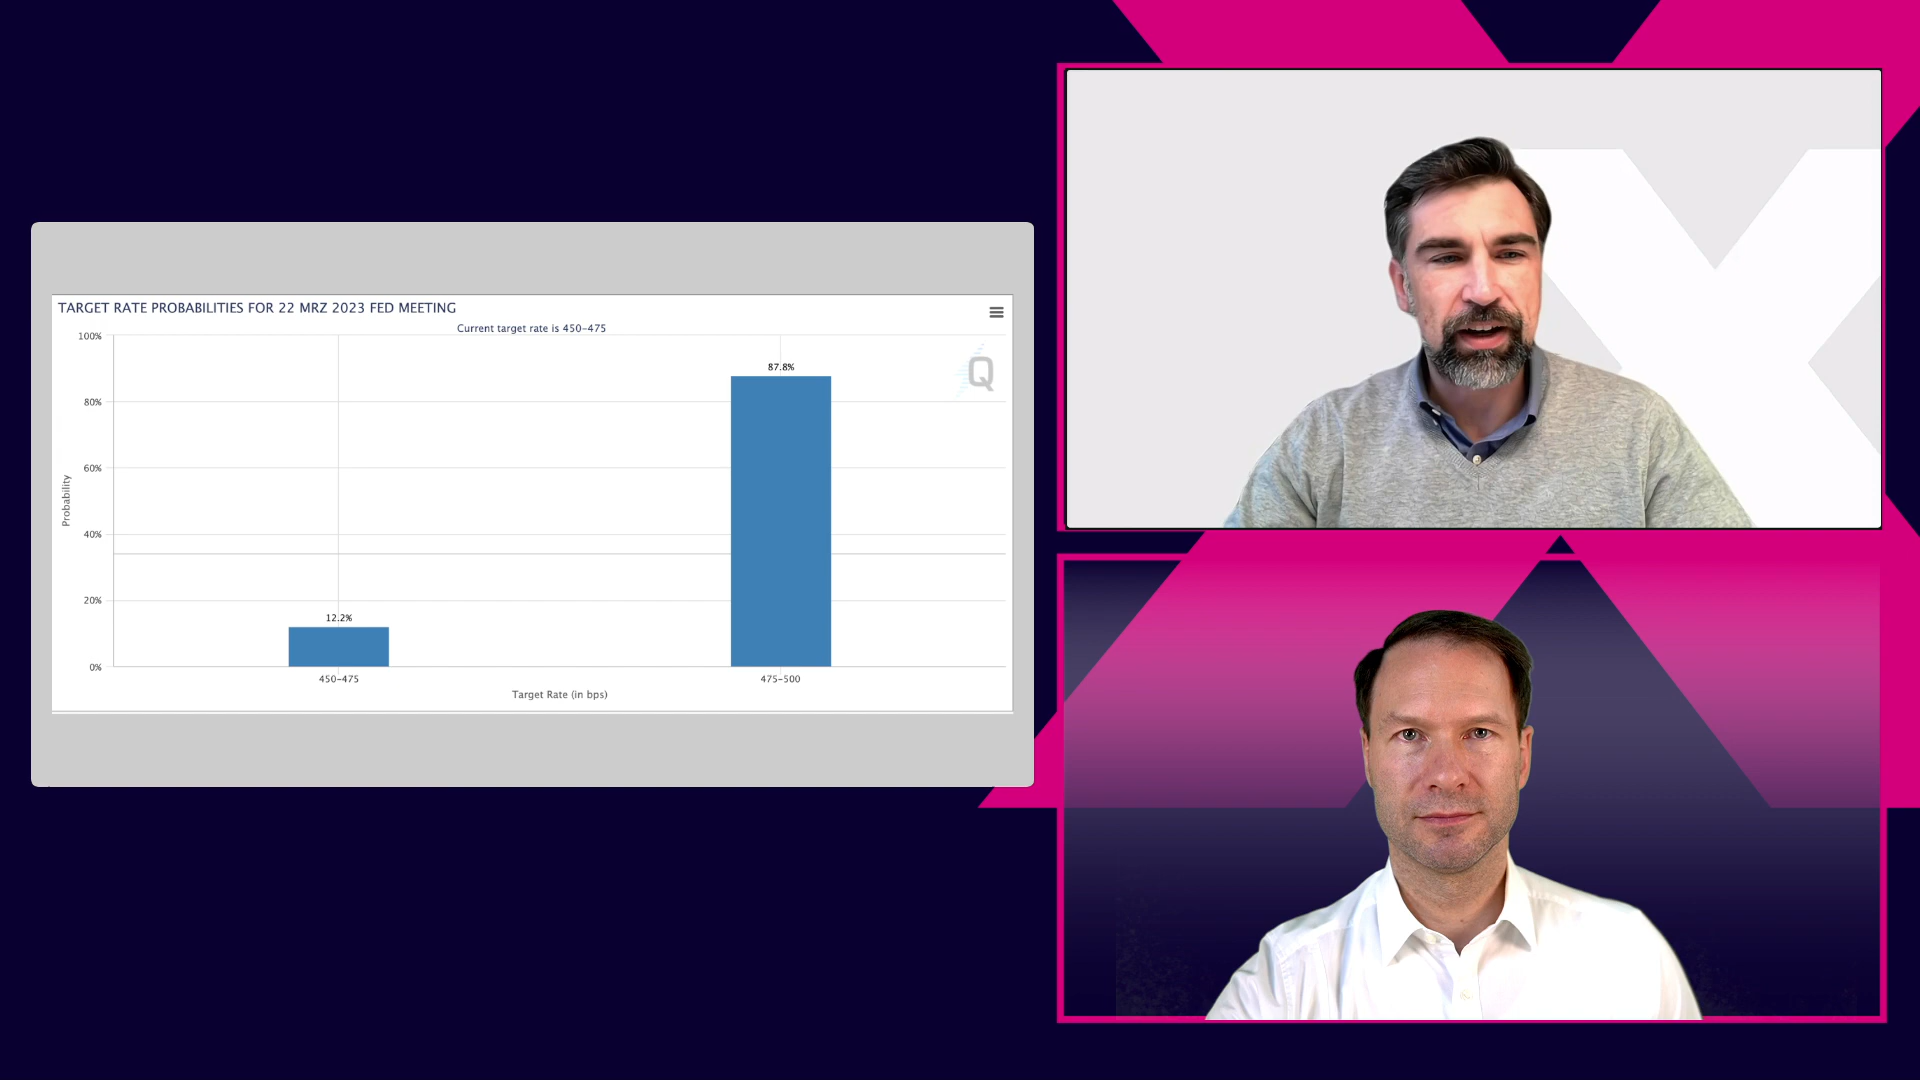 TARGET RATE PROBABILITIES FOR 22 MRZ 2023 FED MEETING
Current target rate is 450-475
100%
80%
60%
40%
20%
0%
Probability
12.2%
87.8%
Q
450-475
475-500
Target Rate (in bps)